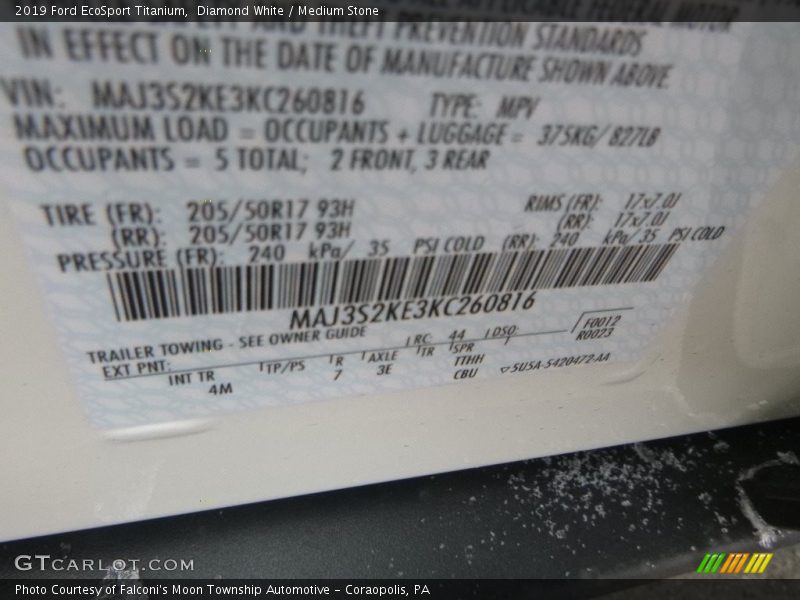 2019 Ford EcoSport Titanium, Diamond White / Medium Stone
AND THEFT PREVENTION STANDARDS
IN EFFECT ON THE DATE OF MANUFACTURE SHOWN ABOVE
VIN: MAJ3S2KE3KC260816 TYPE: MPV
MAXIMUM LOAD = OCCUPANTS + LUGGAGE = 375KG/827LB
OCCUPANTS = 5 TOTAL; 2 FRONT, 3 REAR
TIRE (FR): 205/50R17 93H RIMS (FR): 17x7.0J
(RR): 205/50R17 93H (RR): 17x7.0J
PRESSURE (FR): 240 kPa/ 35 PSI COLD (RR): 240 kPa/35 PSI COLD
MAJ3S2KE3KC260816
TRAILER TOWING - SEE OWNER GUIDE
EXT PNT: RC: 44 DSO: F0012
INT TR TP/PS R AXLE TR SPR R0023
4M 7 3E TTHH
CBU 5U5A-5420472-AA
GTCARLOT.COM
Photo Courtesy of Falconi's Moon Township Automotive - Coraopolis, PA